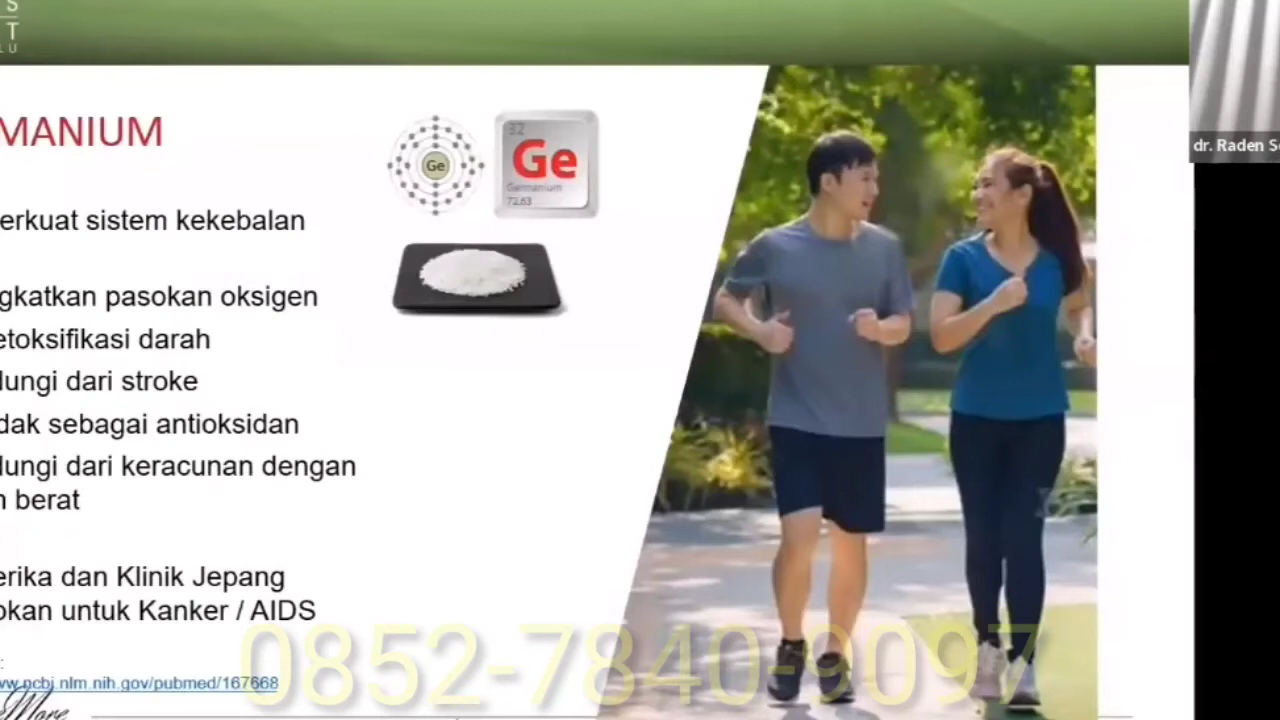 S
T
LU
MANIUM
32
Ge
Ge
Germanium
72.63
erkuat sistem kekebalan
gkatkan pasokan oksigen
etoksifikasi darah
lungi dari stroke
dak sebagai antioksidan
lungi dari keracunan dengan
n berat
erika dan Klinik Jepang
okan untuk Kanker / AIDS
:
ww.ncbi.nlm.nih.gov/pubmed/167668
More
0852-7840-9097
dr. Raden S